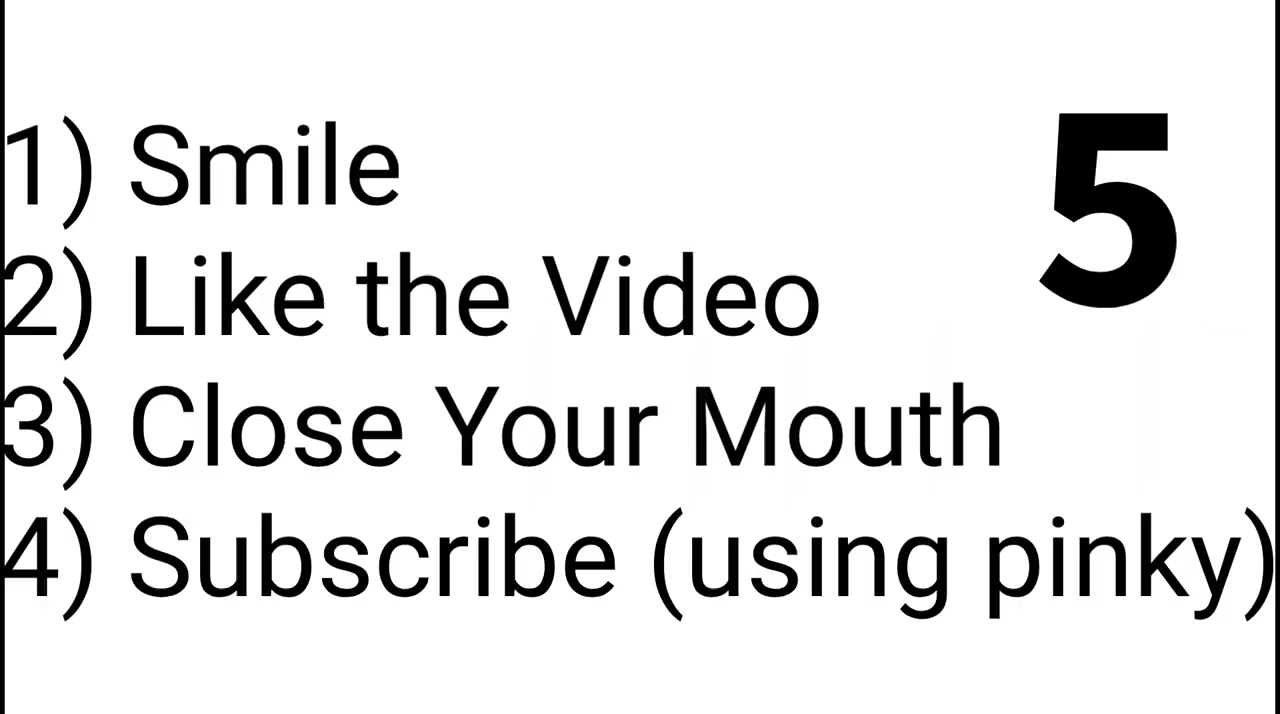 1) Smile
5
2) Like the Video
3) Close Your Mouth
4) Subscribe (using pinky)